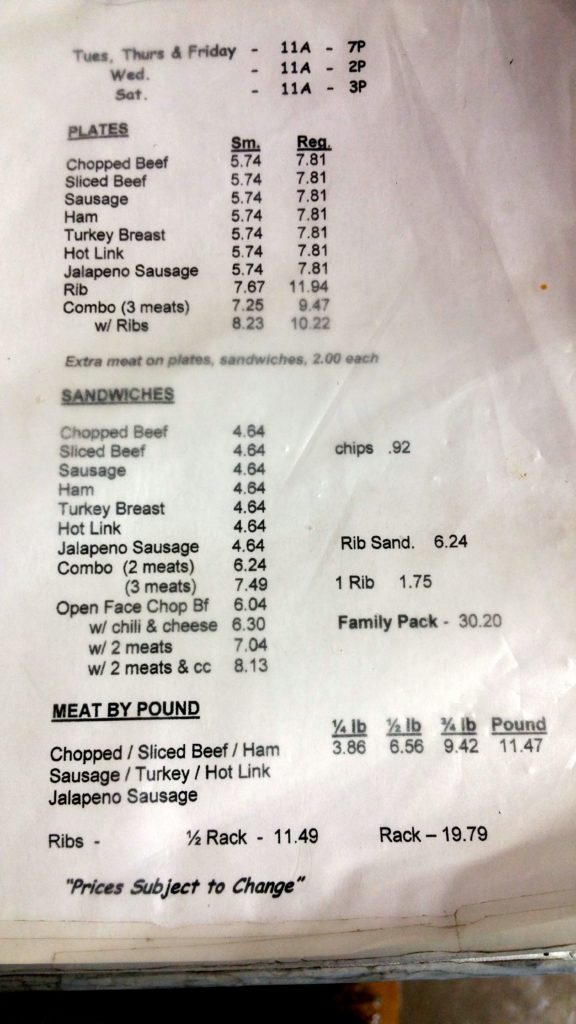 Tues, Thurs & Friday - 11A - 7P
Wed. - 11A - 2P
Sat. - 11A - 3P
PLATES
Sm. Reg.
Chopped Beef 5.74 7.81
Sliced Beef 5.74 7.81
Sausage 5.74 7.81
Ham 5.74 7.81
Turkey Breast 5.74 7.81
Hot Link 5.74 7.81
Jalapeno Sausage 5.74 7.81
Rib 7.67 11.94
Combo (3 meats) 7.25 9.47
w/ Ribs 8.23 10.22
Extra meat on plates, sandwiches, 2.00 each
SANDWICHES
Chopped Beef 4.64
Sliced Beef 4.64 chips .92
Sausage 4.64
Ham 4.64
Turkey Breast 4.64
Hot Link 4.64
Jalapeno Sausage 4.64 Rib Sand. 6.24
Combo (2 meats) 6.24
(3 meats) 7.49 1 Rib 1.75
Open Face Chop Bf 6.04
w/ chili & cheese 6.30 Family Pack - 30.20
w/ 2 meats 7.04
w/ 2 meats & cc 8.13
MEAT BY POUND
¼ lb ½ lb ¾ lb Pound
Chopped / Sliced Beef / Ham 3.86 6.56 9.42 11.47
Sausage / Turkey / Hot Link
Jalapeno Sausage
Ribs - ½ Rack - 11.49 Rack – 19.79
"Prices Subject to Change"